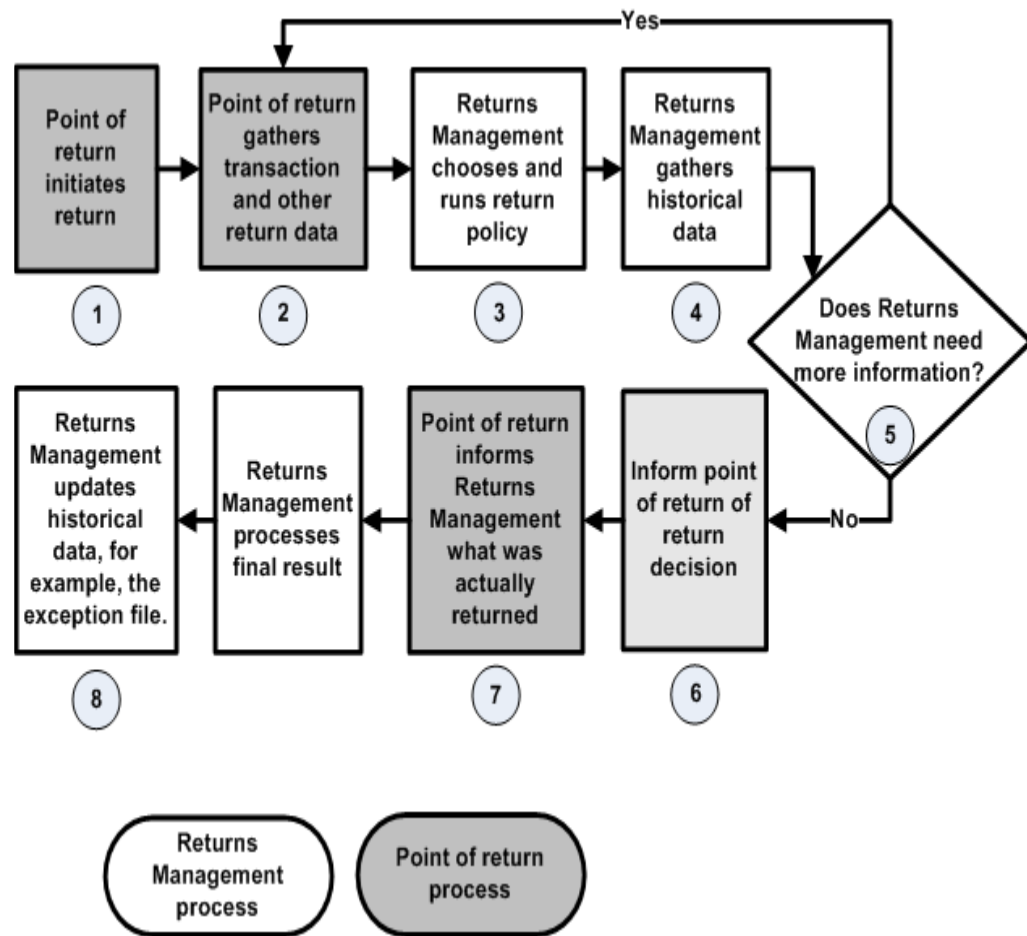 Yes
Point of
return
initiates
return
Point of return
gathers
transaction
and other
return data
Returns
Management
chooses and
runs return
policy
Returns
Management
gathers
historical
data
1
2
3
4
Does Returns
Management need
more information?
5
No
Inform point
of return of
return
decision
Point of return
informs
Returns
Management
what was
actually
returned
Returns
Management
processes
final result
Returns
Management
updates
historical
data, for
example, the
exception file.
6
7
8
Returns
Management
process
Point of return
process